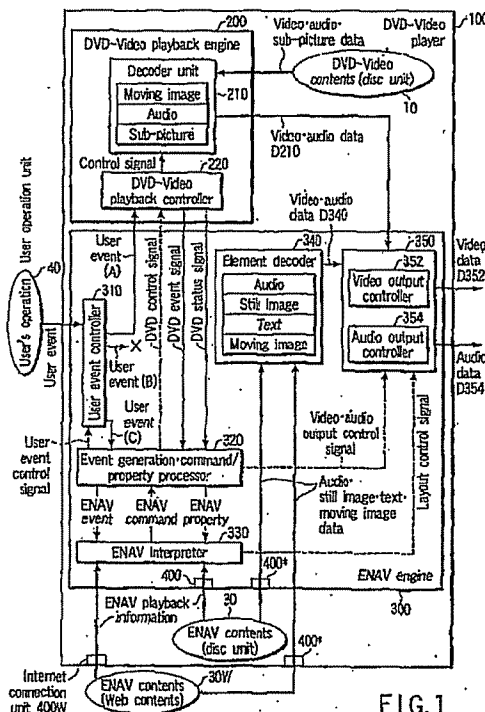 200
100
DVD-Video playback engine
Video·audio·
sub-picture data
DVD-Video
player
Decoder unit
Moving image
Audio
Sub-picture
210
DVD-Video
contents (disc unit)
10
Control signal
220
DVD-Video
playback controller
Video·audio data
D210
User operation unit
40
User's operation
User event
310
User event controller
User
event (A)
User
event (B)
User
event
(C)
DVD control signal
DVD event signal
DVD status signal
Video·audio
data D340
340
Element decoder
Audio
Still image
Text
Moving image
350
352
Video output
controller
354
Audio output
controller
Video
data
D352
Audio
data
D354
User
event
control
signal
320
Event generation·command/
property processor
Video·audio
output control
signal
Layout control signal
ENAV
event
ENAV
command
ENAV
property
330
ENAV interpreter
Audio·
still image·text·
moving image
data
400
400*
ENAV engine
300
ENAV playback
information
30
ENAV contents
(disc unit)
400*
Internet
connection
unit 400W
30W
ENAV contents
(Web contents)
FIG.1